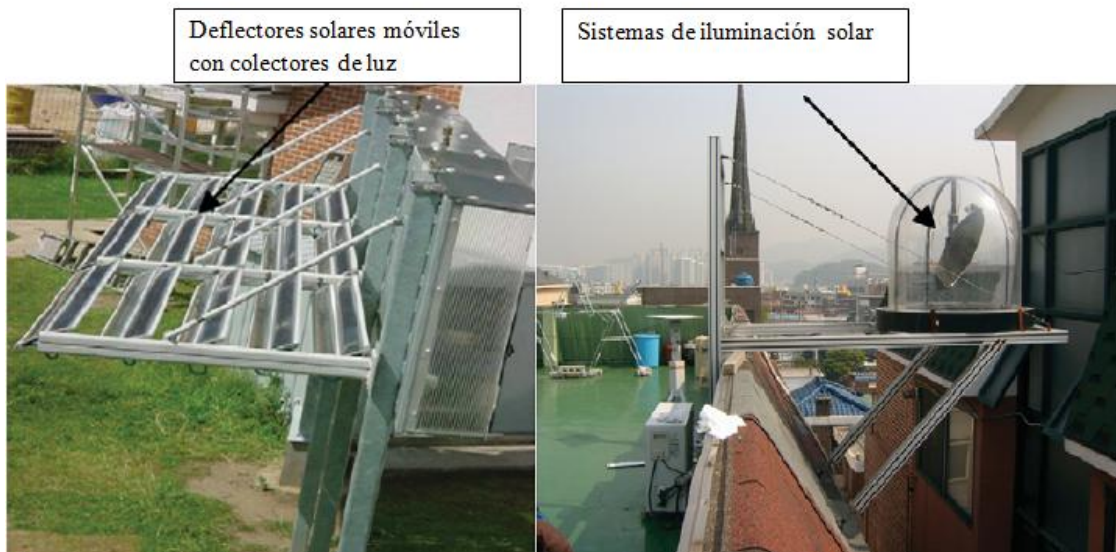 Deflectores solares móviles
con colectores de luz
Sistemas de iluminación solar